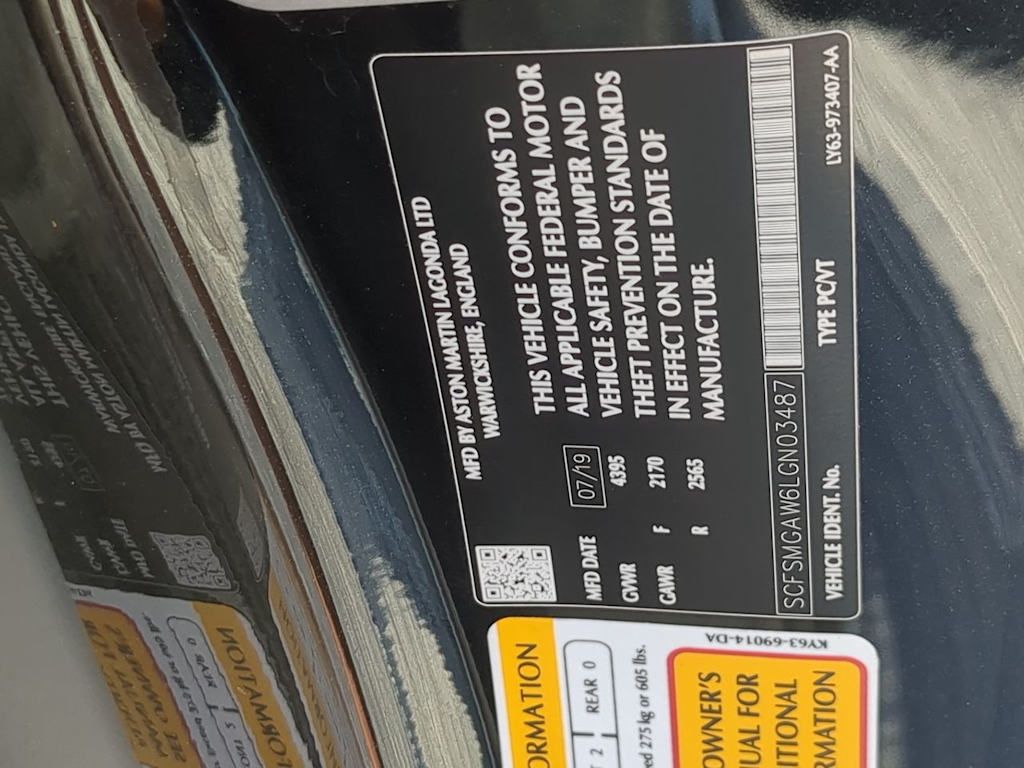 MFD BY ASTON MARTIN LAGONDA LTD
WARWICKSHIRE, ENGLAND
MFD DATE 07/19
GVWR 4395
GAWR F 2170
R 2565
THIS VEHICLE CONFORMS TO
ALL APPLICABLE FEDERAL MOTOR
VEHICLE SAFETY, BUMPER AND
THEFT PREVENTION STANDARDS
IN EFFECT ON THE DATE OF
MANUFACTURE.
SCFSMGAW6LGN03487
VEHICLE IDENT. No. TYPE PCNT LY63-973407-AA
ORMATION
T 2 REAR 0
ed 275 kg or 605 lbs.
OWNER'S
UAL FOR
ITIONAL
RMATION
KY63-69014-DA